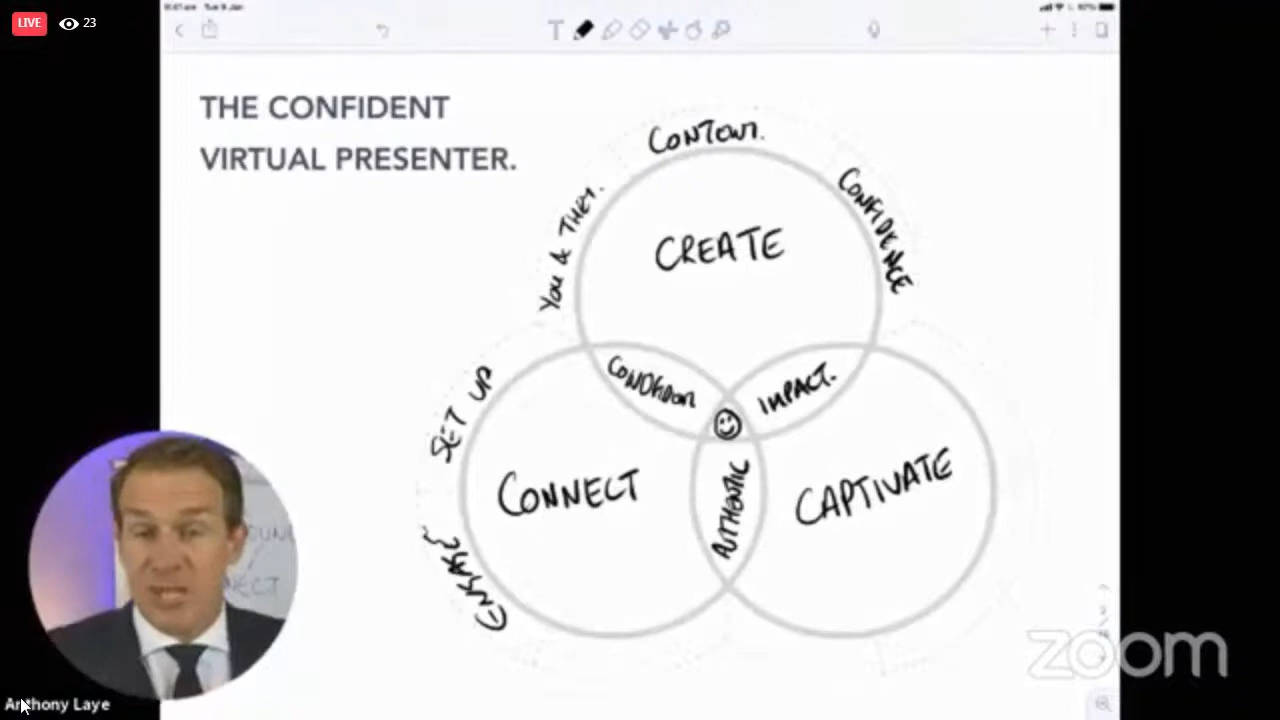 LIVE
23
THE CONFIDENT
VIRTUAL PRESENTER.
CONTENT.
YOU & THEY.
CONFIDENCE
CREATE
SET UP
IMPACT.
CONNECT
AUTHENTIC
CAPTIVATE
ENGAGE
ECT
zoom
Anthony Laye